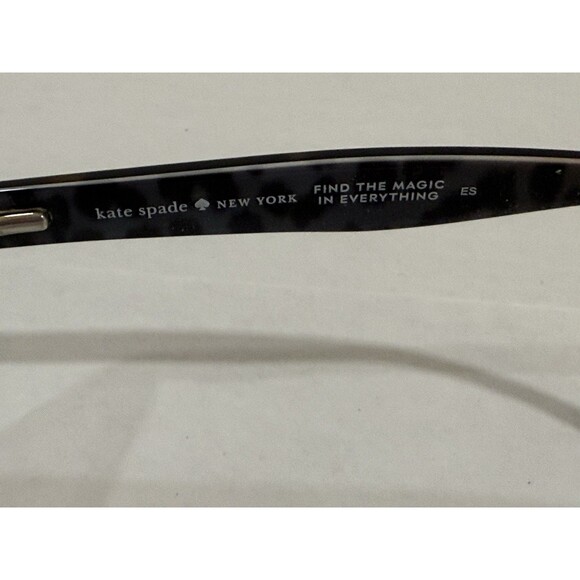 kate spade ♠ NEW YORK
FIND THE MAGIC
IN EVERYTHING
ES